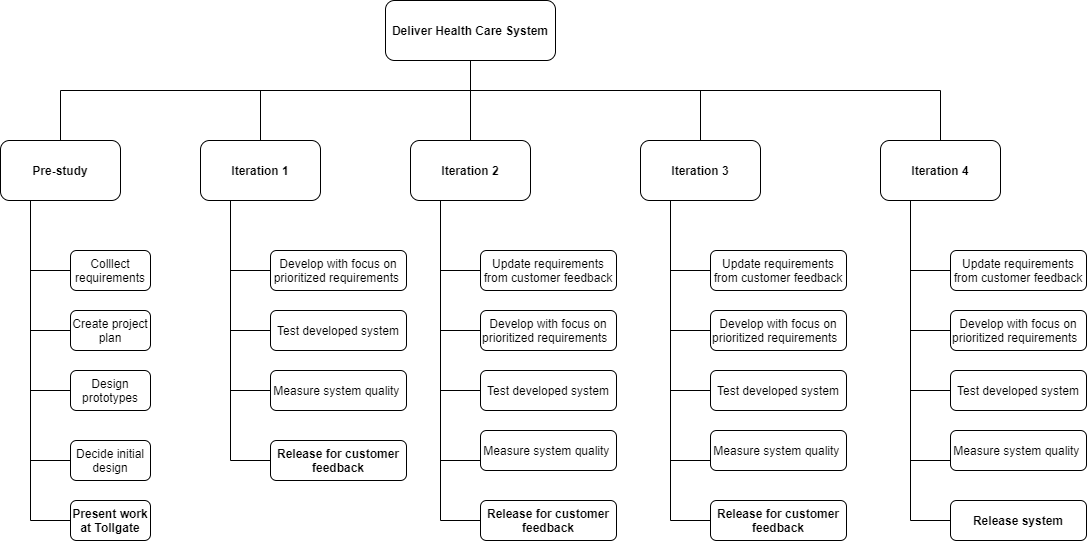 Deliver Health Care System
Pre-study
Iteration 1
Iteration 2
Iteration 3
Iteration 4
Colllect
requirements
Create project
plan
Design
prototypes
Decide initial
design
Present work
at Tollgate
Develop with focus on
prioritized requirements
Test developed system
Measure system quality
Release for customer
feedback
Update requirements
from customer feedback
Develop with focus on
prioritized requirements
Test developed system
Measure system quality
Release for customer
feedback
Update requirements
from customer feedback
Develop with focus on
prioritized requirements
Test developed system
Measure system quality
Release for customer
feedback
Update requirements
from customer feedback
Develop with focus on
prioritized requirements
Test developed system
Measure system quality
Release system